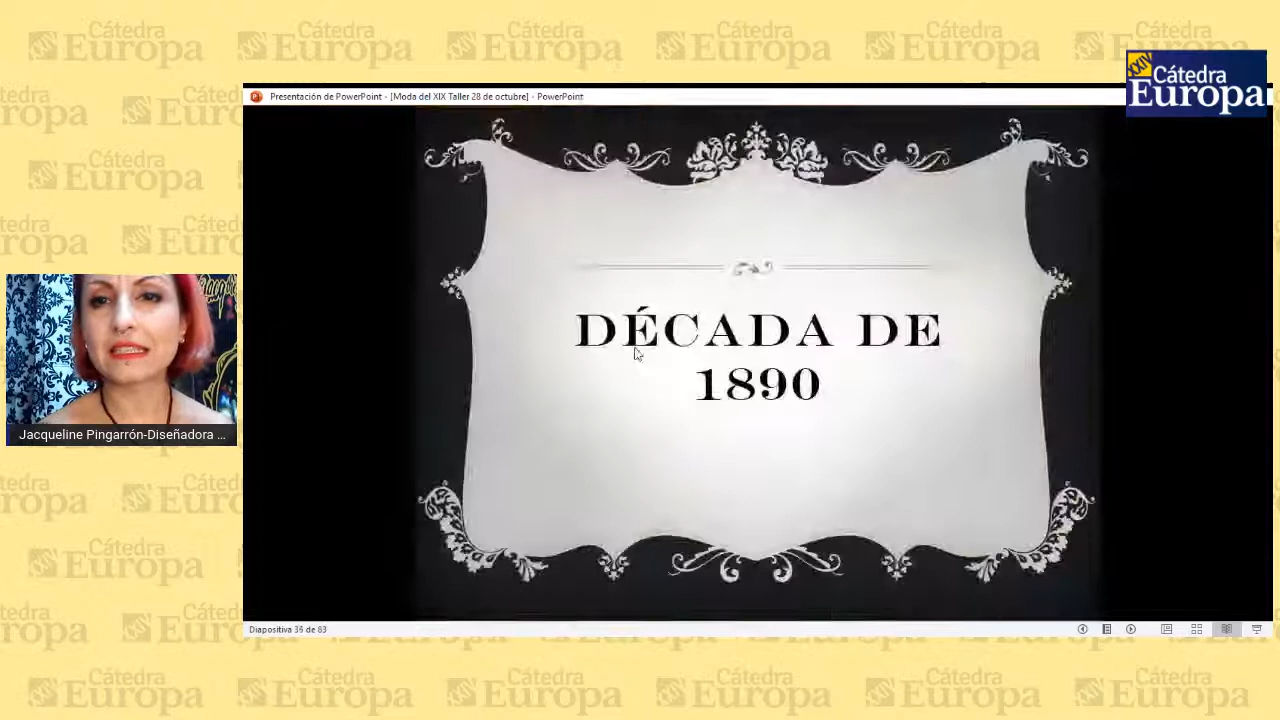 XXIV
Cátedra
Europa
Presentación de PowerPoint - [Moda del XIX Taller 28 de octubre] - PowerPoint
DÉCADA DE
1890
Jacqueline Pingarrón-Diseñadora ...
Diapositiva 36 de 83